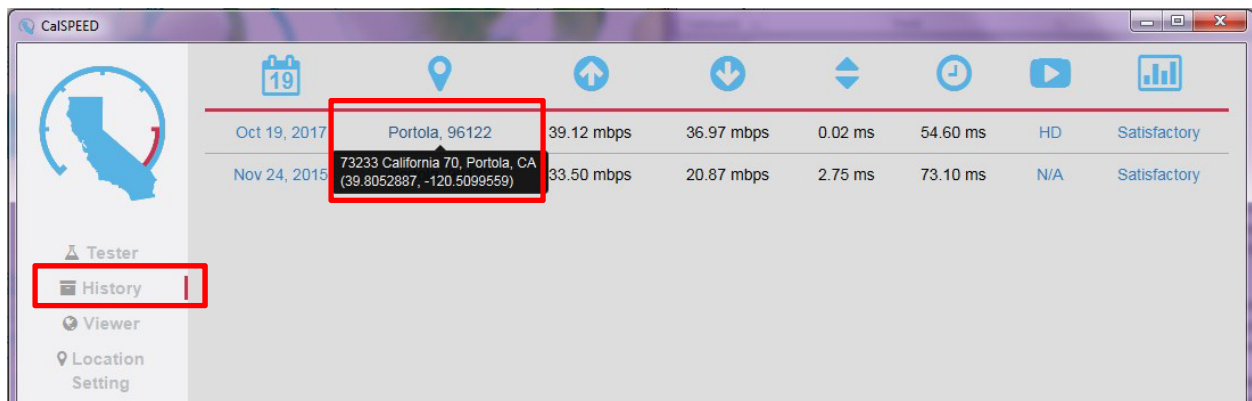 CalSPEED
19
Oct 19, 2017 Portola, 96122 39.12 mbps 36.97 mbps 0.02 ms 54.60 ms HD Satisfactory
73233 California 70, Portola, CA
(39.8052887, -120.5099559)
Nov 24, 2015 33.50 mbps 20.87 mbps 2.75 ms 73.10 ms N/A Satisfactory
Tester
History
Viewer
Location
Setting